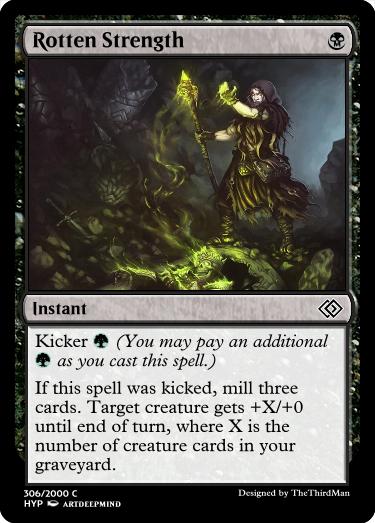 Rotten Strength
Instant
Kicker (You may pay an additional
as you cast this spell.)
If this spell was kicked, mill three
cards. Target creature gets +X/+0
until end of turn, where X is the
number of creature cards in your
graveyard.
306/2000 C
HYP ARTDEEPMIND
Designed by TheThirdMan